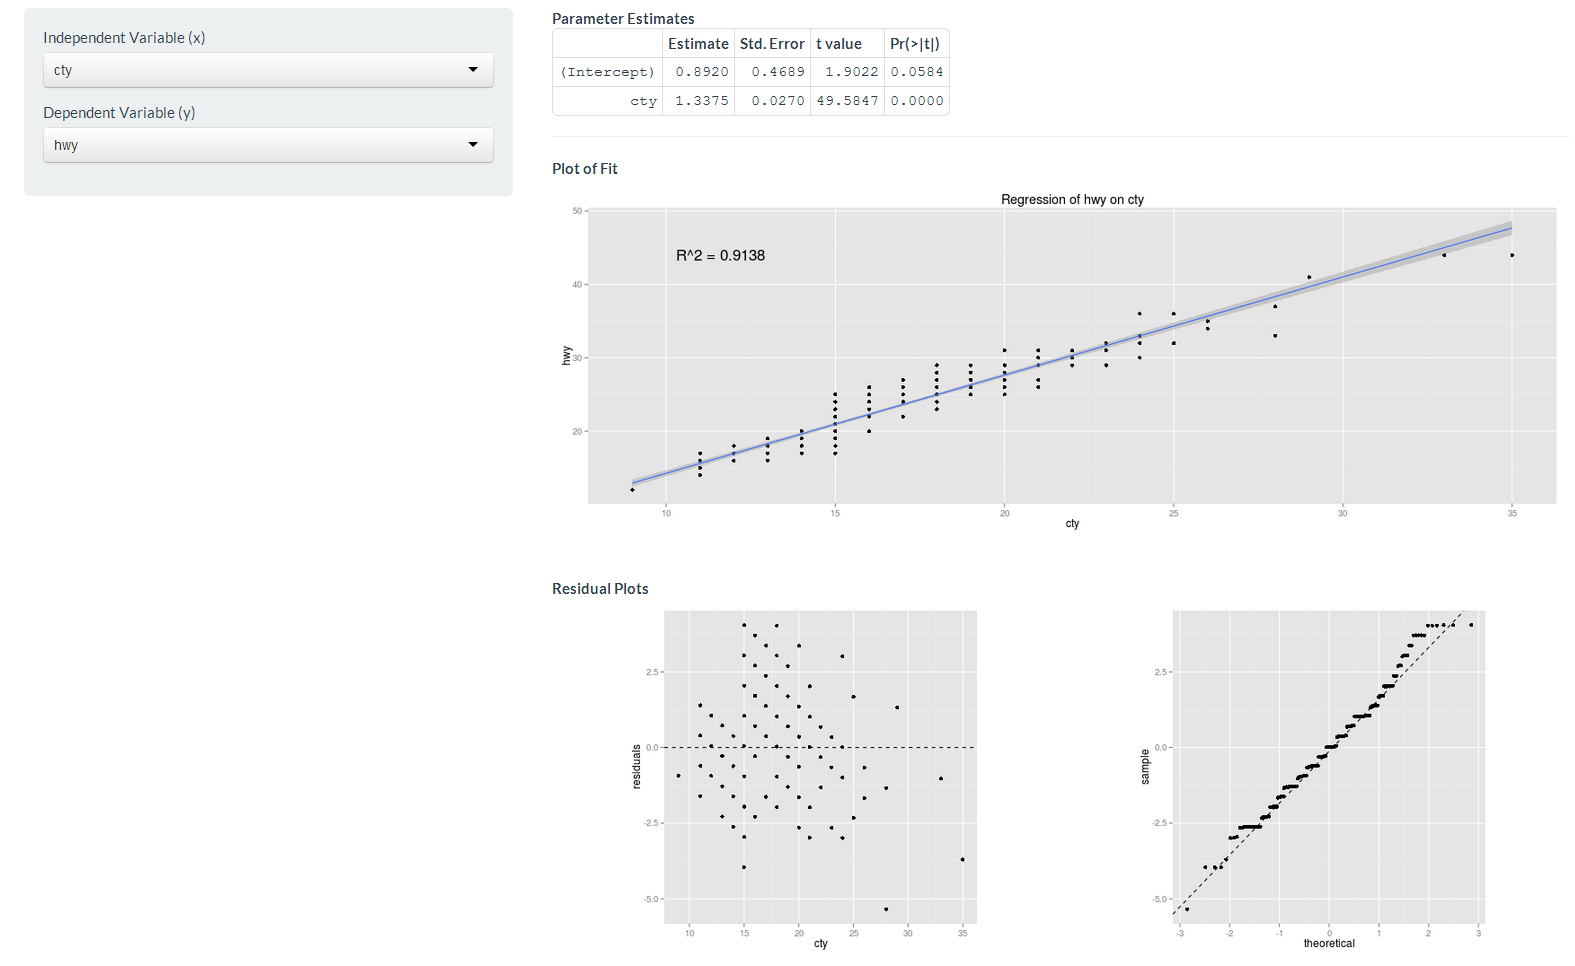 Independent Variable (x)
cty
Dependent Variable (y)
hwy
Parameter Estimates
Estimate Std. Error t value Pr(>|t|)
(Intercept) 0.8920 0.4689 1.9022 0.0584
cty 1.3375 0.0270 49.5847 0.0000
Plot of Fit
Regression of hwy on cty
R^2 = 0.9138
50
40
30
20
hwy
10 15 20 25 30 35
cty
Residual Plots
2.5
0.0
-2.5
-5.0
residuals
10 15 20 25 30 35
cty
2.5
0.0
-2.5
-5.0
sample
-3 -2 -1 0 1 2 3
theoretical